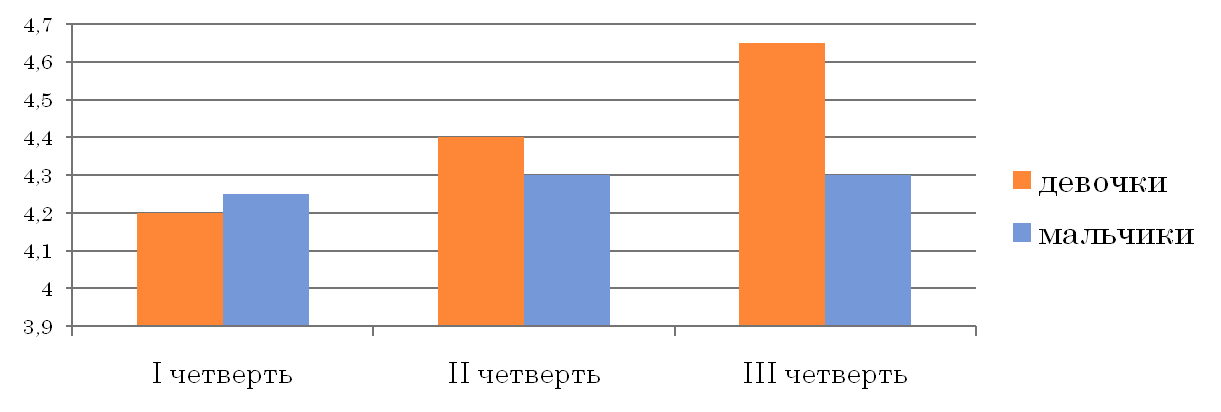 4,7
4,6
4,5
4,4
4,3
4,2
4,1
4
3,9
I четверть
II четверть
III четверть
девочки
мальчики